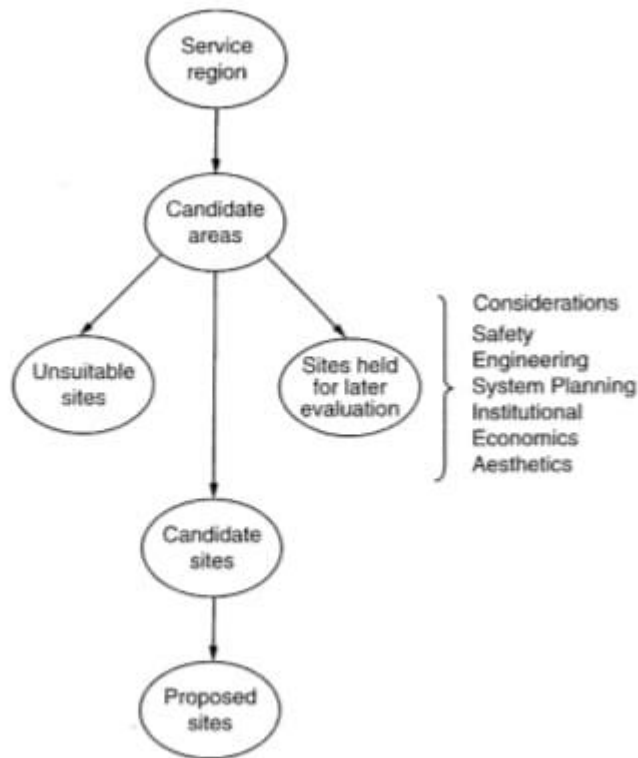 Service
region
Candidate
areas
Unsuitable
sites
Sites held
for later
evaluation
Considerations
Safety
Engineering
System Planning
Institutional
Economics
Aesthetics
Candidate
sites
Proposed
sites